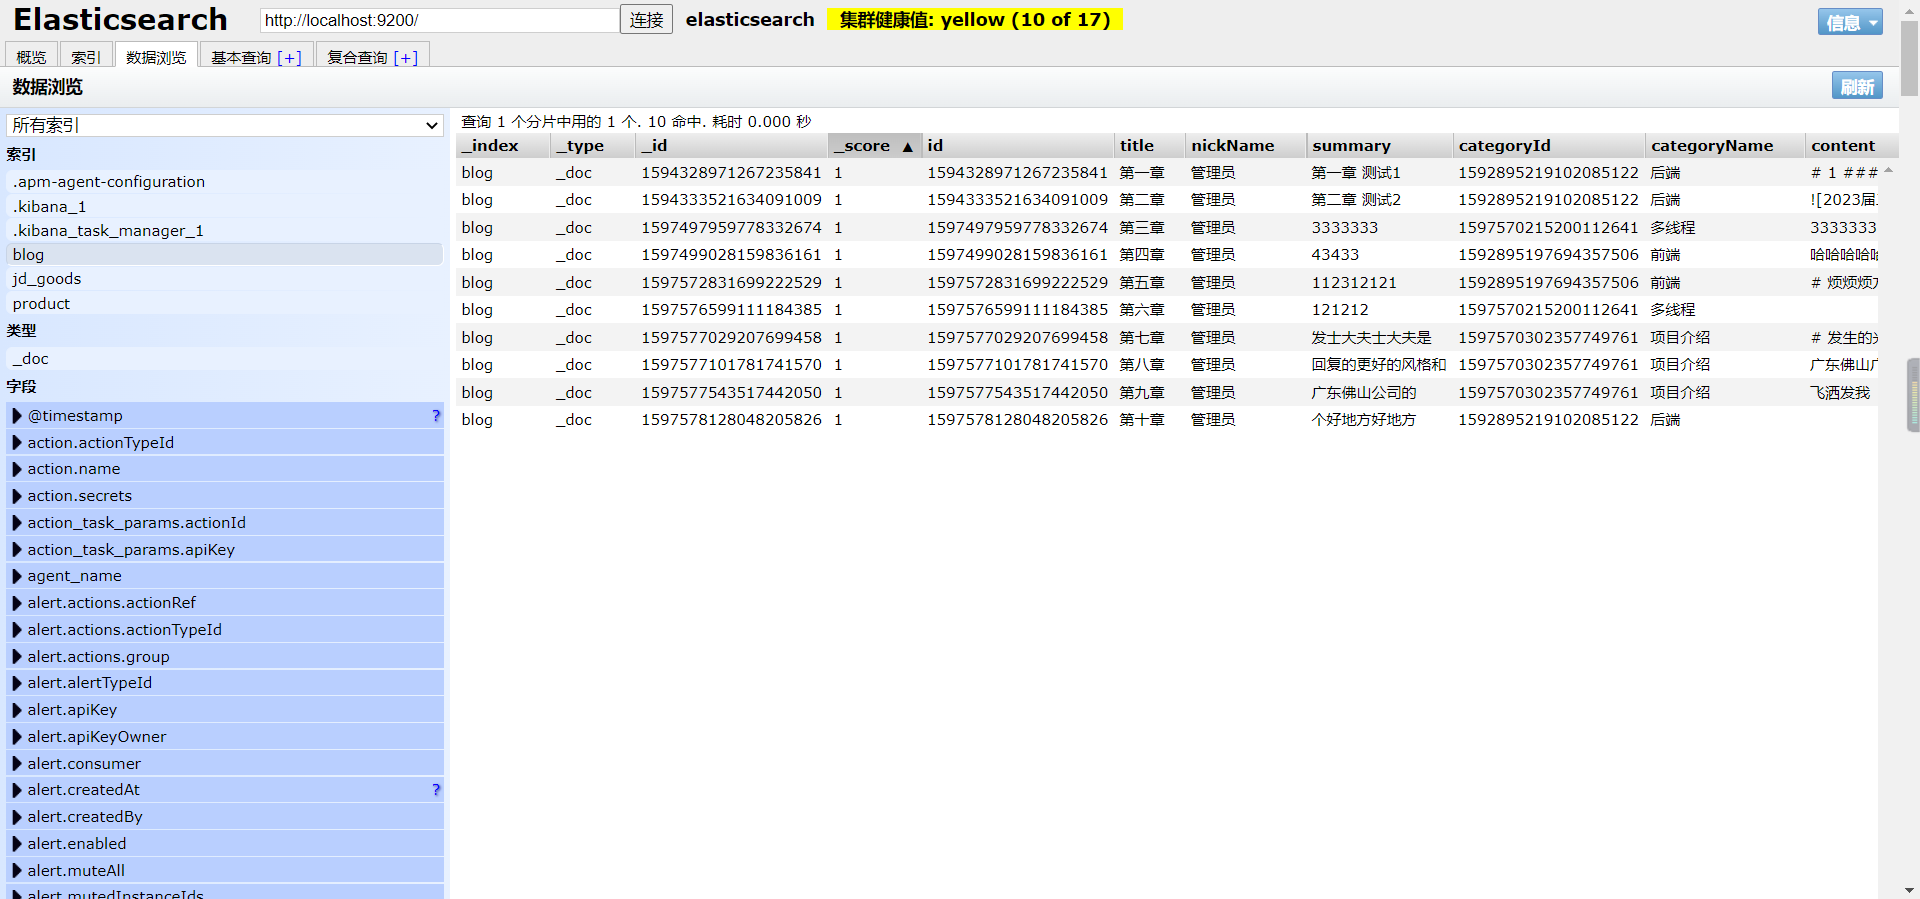 Elasticsearch http://localhost:9200/ 连接 elasticsearch 集群健康值: yellow (10 of 17) 信息
概览 索引 数据浏览 基本查询 [+] 复合查询 [+]
数据浏览 刷新
所有索引
索引
.apm-agent-configuration
.kibana_1
.kibana_task_manager_1
blog
jd_goods
product
类型
_doc
字段
@timestamp ?
action.actionTypeId
action.name
action.secrets
action_task_params.actionId
action_task_params.apiKey
agent_name
alert.actions.actionRef
alert.actions.actionTypeId
alert.actions.group
alert.alertTypeId
alert.apiKey
alert.apiKeyOwner
alert.consumer
alert.createdAt ?
alert.createdBy
alert.enabled
alert.muteAll
alert.mutedInstanceIds
查询 1 个分片中用的 1 个. 10 命中. 耗时 0.000 秒
_index _type _id _score ▲ id title nickName summary categoryId categoryName content
blog _doc 1594328971267235841 1 1594328971267235841 第一章 管理员 第一章 测试1 1592895219102085122 后端 # 1 ###
blog _doc 1594333521634091009 1 1594333521634091009 第二章 管理员 第二章 测试2 1592895219102085122 后端 ![2023届
blog _doc 1597497959778332674 1 1597497959778332674 第三章 管理员 3333333 1597570215200112641 多线程 3333333
blog _doc 1597499028159836161 1 1597499028159836161 第四章 管理员 43433 1592895197694357506 前端 哈哈哈哈哈
blog _doc 1597572831699222529 1 1597572831699222529 第五章 管理员 112312121 1592895197694357506 前端 # 烦烦烦
blog _doc 1597576599111184385 1 1597576599111184385 第六章 管理员 121212 1597570215200112641 多线程
blog _doc 1597577029207699458 1 1597577029207699458 第七章 管理员 发士大夫士大夫是 1597570302357749761 项目介绍 # 发生的
blog _doc 1597577101781741570 1 1597577101781741570 第八章 管理员 回复的更好的风格和 1597570302357749761 项目介绍 广东佛山
blog _doc 1597577543517442050 1 1597577543517442050 第九章 管理员 广东佛山公司的 1597570302357749761 项目介绍 飞洒发我
blog _doc 1597578128048205826 1 1597578128048205826 第十章 管理员 个好地方好地方 1592895219102085122 后端